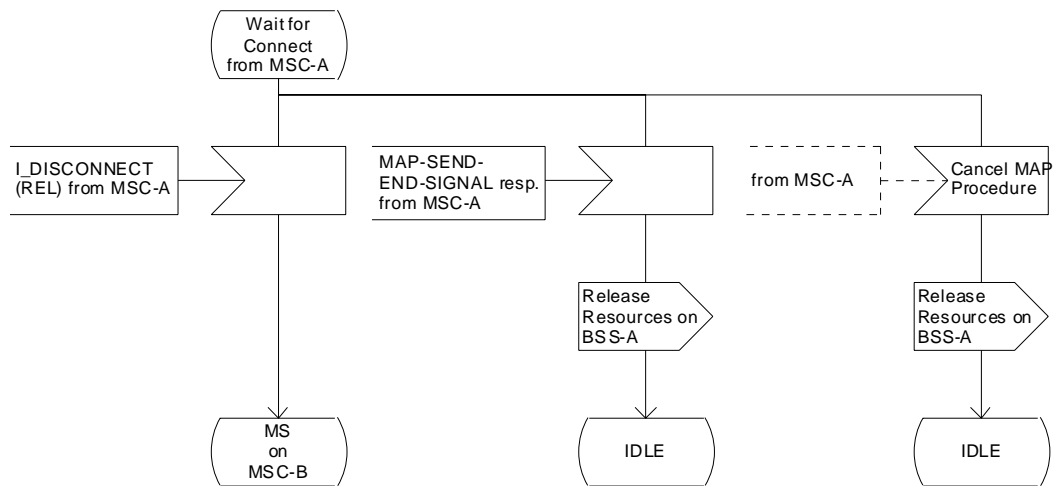 Wait for
Connect
from MSC-A
I_DISCONNECT
(REL) from MSC-A
MAP-SEND-
END-SIGNAL resp.
from MSC-A
from MSC-A
Cancel MAP
Procedure
Release
Resources on
BSS-A
Release
Resources on
BSS-A
MS
on
MSC-B
IDLE
IDLE